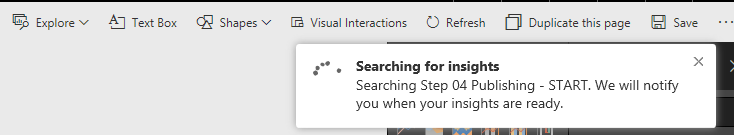 Explore Text Box Shapes Visual Interactions Refresh Duplicate this page Save
Searching for insights
Searching Step 04 Publishing - START. We will notify
you when your insights are ready.